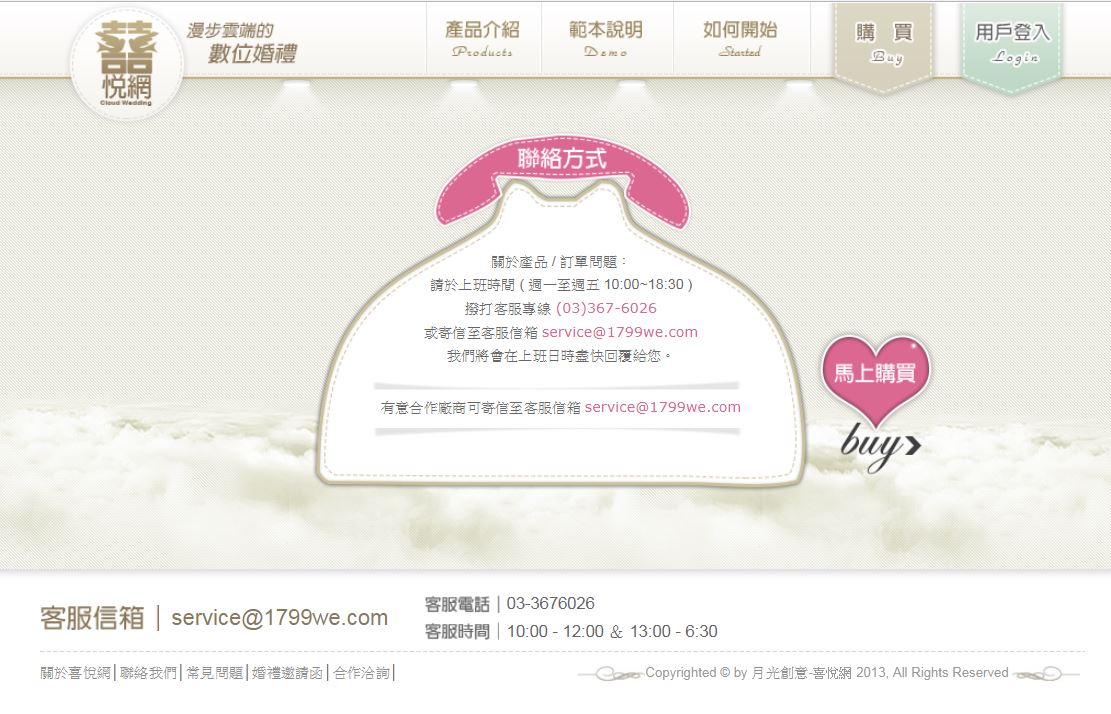 囍
悅網
Cloud Wedding
漫步雲端的
數位婚禮
產品介紹
Products
範本說明
Demo
如何開始
Started
購買
Buy
用戶登入
Login
聯絡方式
關於產品 / 訂單問題：
請於上班時間 ( 週一至週五 10:00~18:30 )
撥打客服專線 (03)367-6026
或寄信至客服信箱 service@1799we.com
我們將會在上班日時盡快回覆給您。
有意合作廠商可寄信至客服信箱 service@1799we.com
馬上購買
buy
客服信箱 | service@1799we.com
客服電話 | 03-3676026
客服時間 | 10:00 - 12:00 & 13:00 - 6:30
關於喜悅網| 聯絡我們| 常見問題| 婚禮邀請函| 合作洽詢|
Copyrighted © by 月光創意-喜悅網 2013, All Rights Reserved